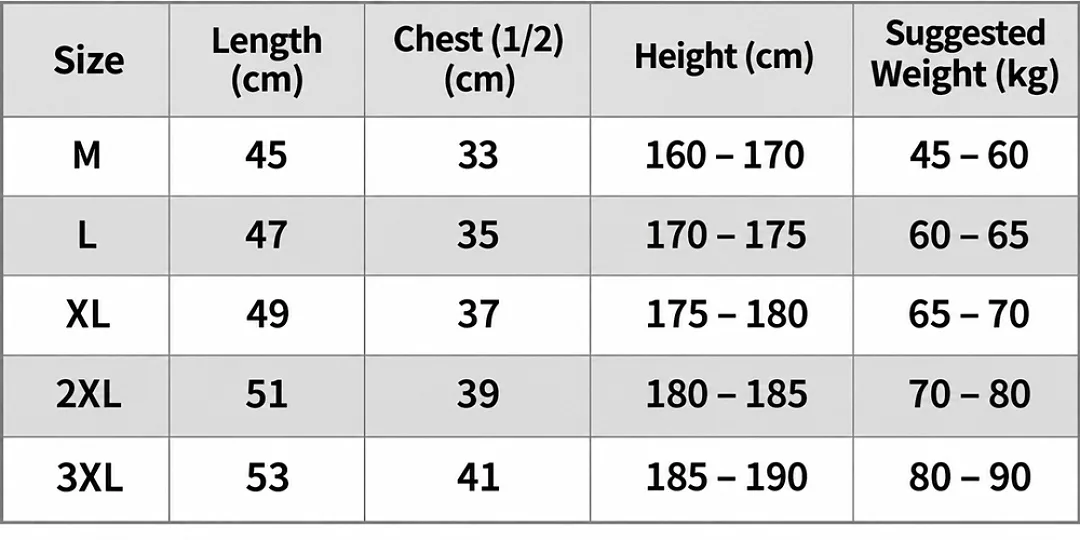 Size Length (cm) Chest (1/2) (cm) Height (cm) Suggested Weight (kg)
M 45 33 160 – 170 45 – 60
L 47 35 170 – 175 60 – 65
XL 49 37 175 – 180 65 – 70
2XL 51 39 180 – 185 70 – 80
3XL 53 41 185 – 190 80 – 90